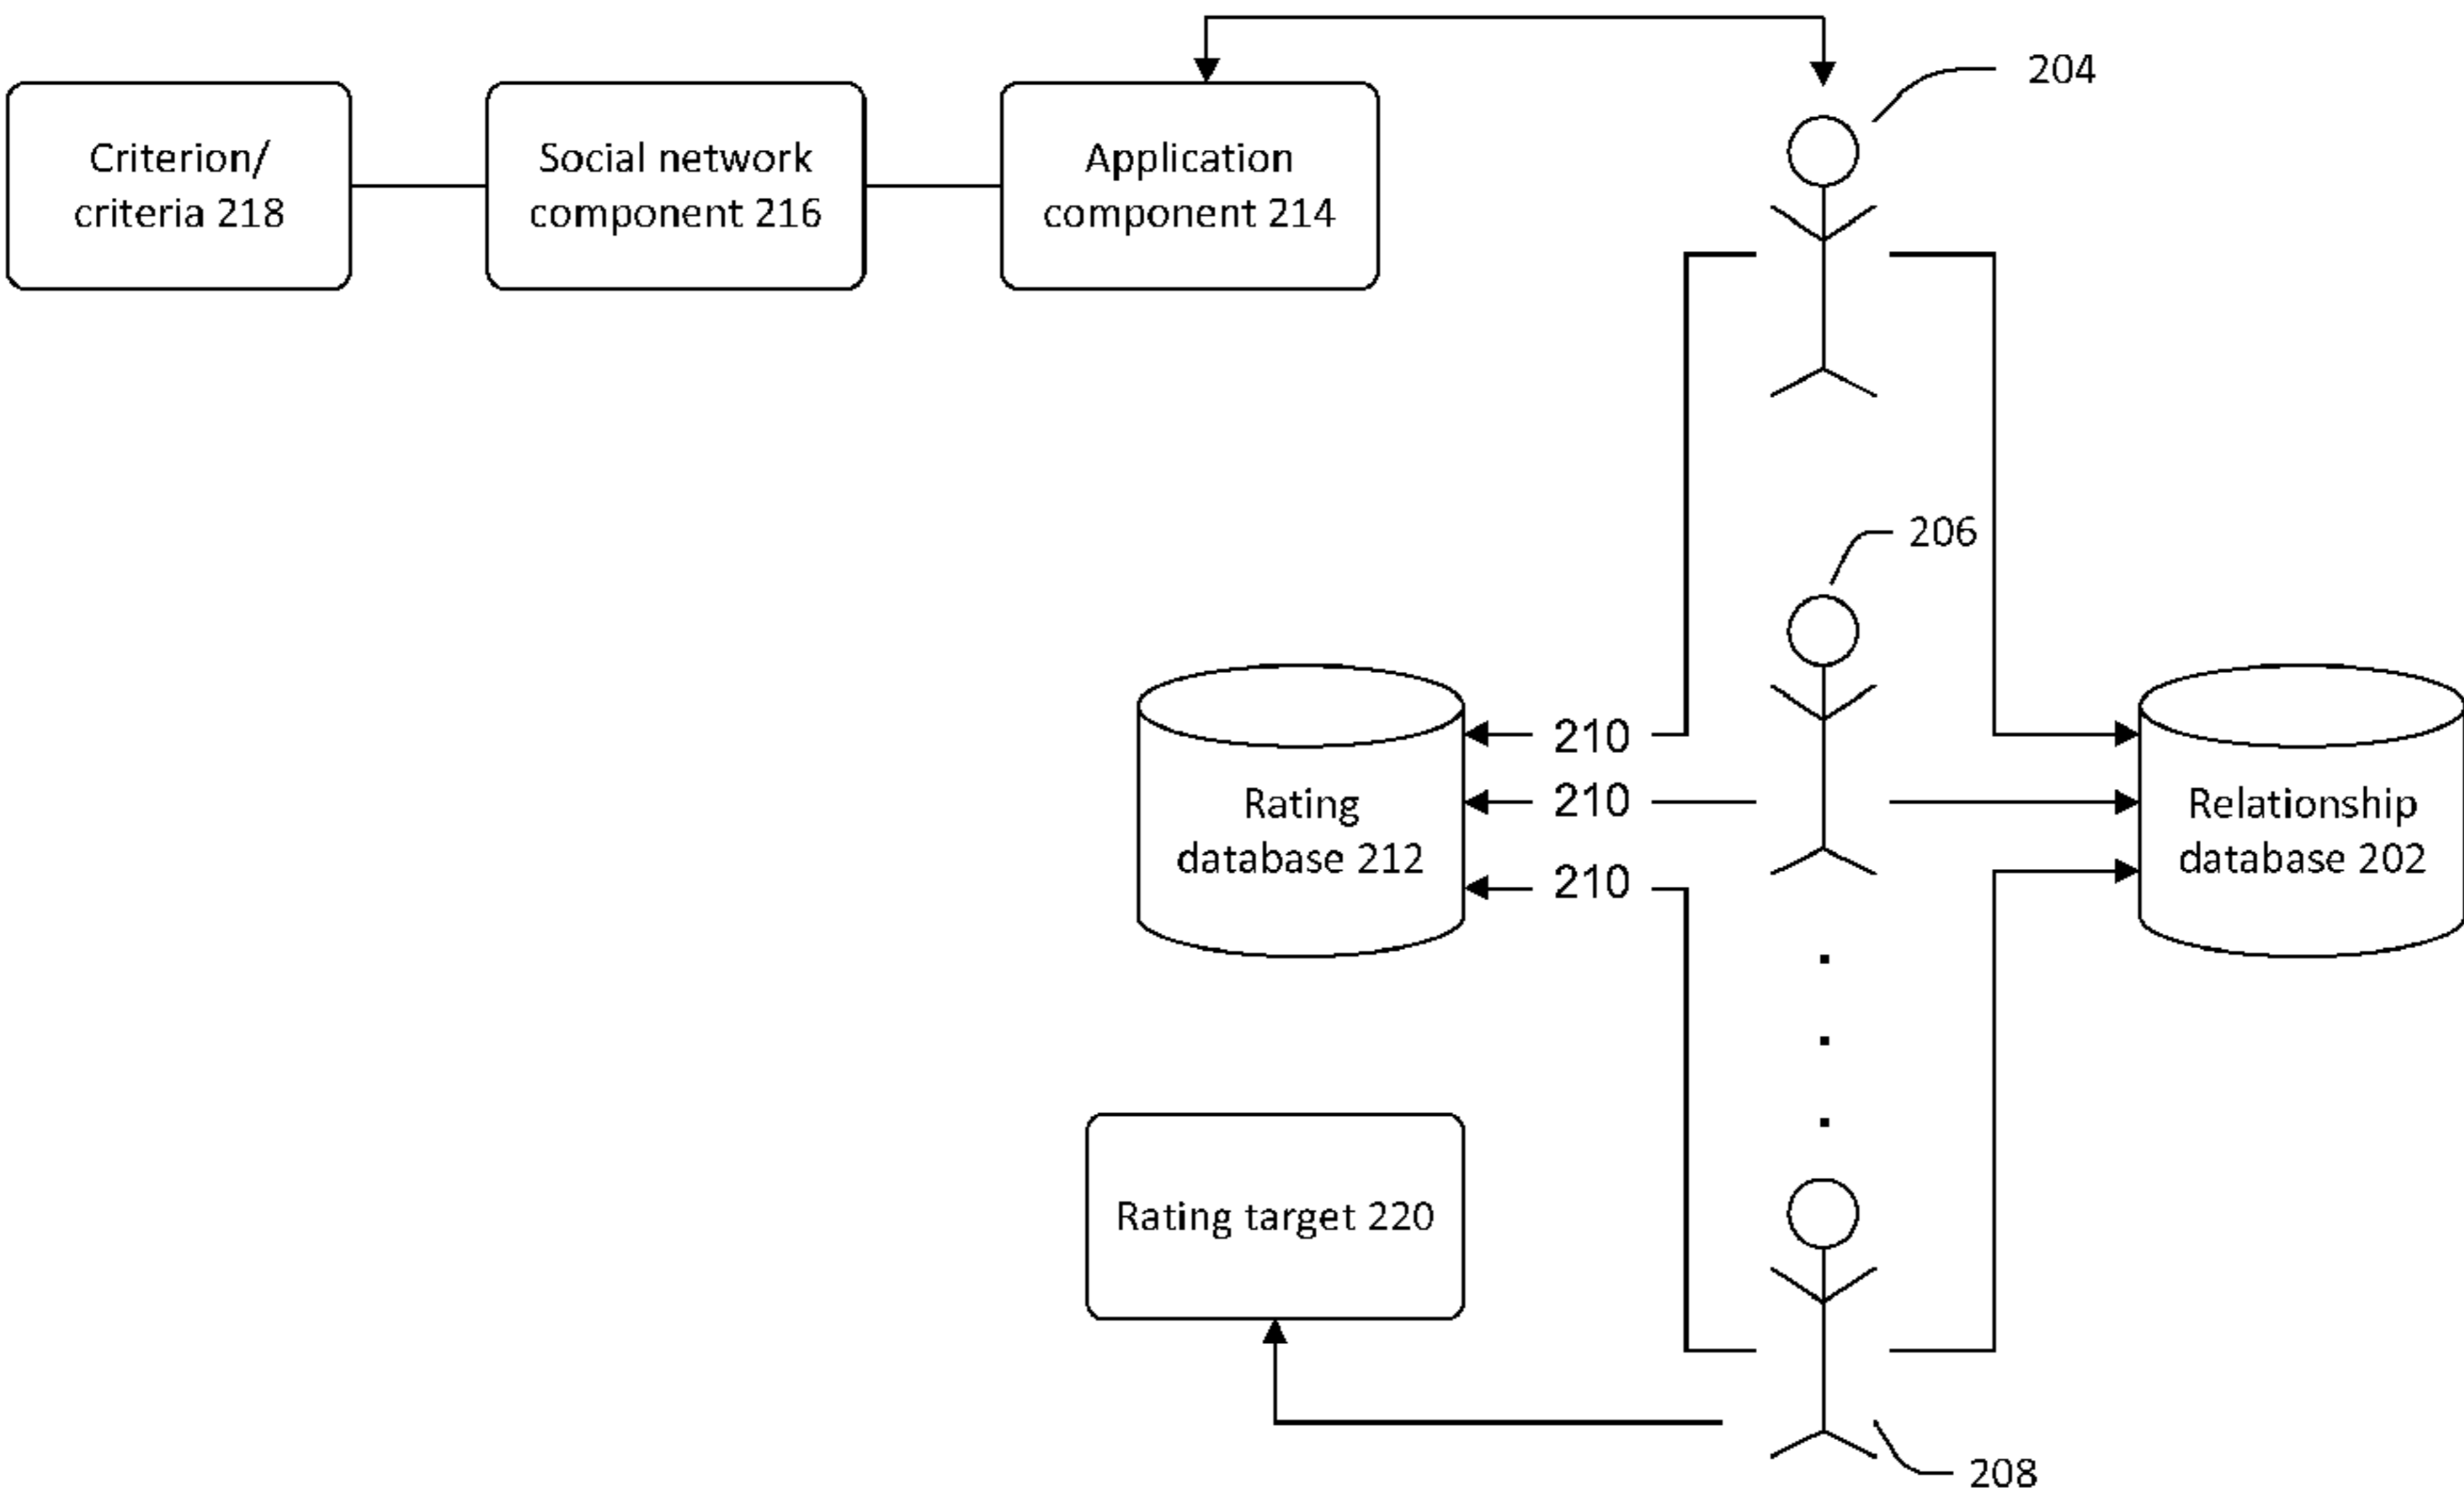 204
Criterion/
criteria 218
Social network
component 216
Application
component 214
206
210
210
210
Rating
database 212
Relationship
database 202
Rating target 220
208